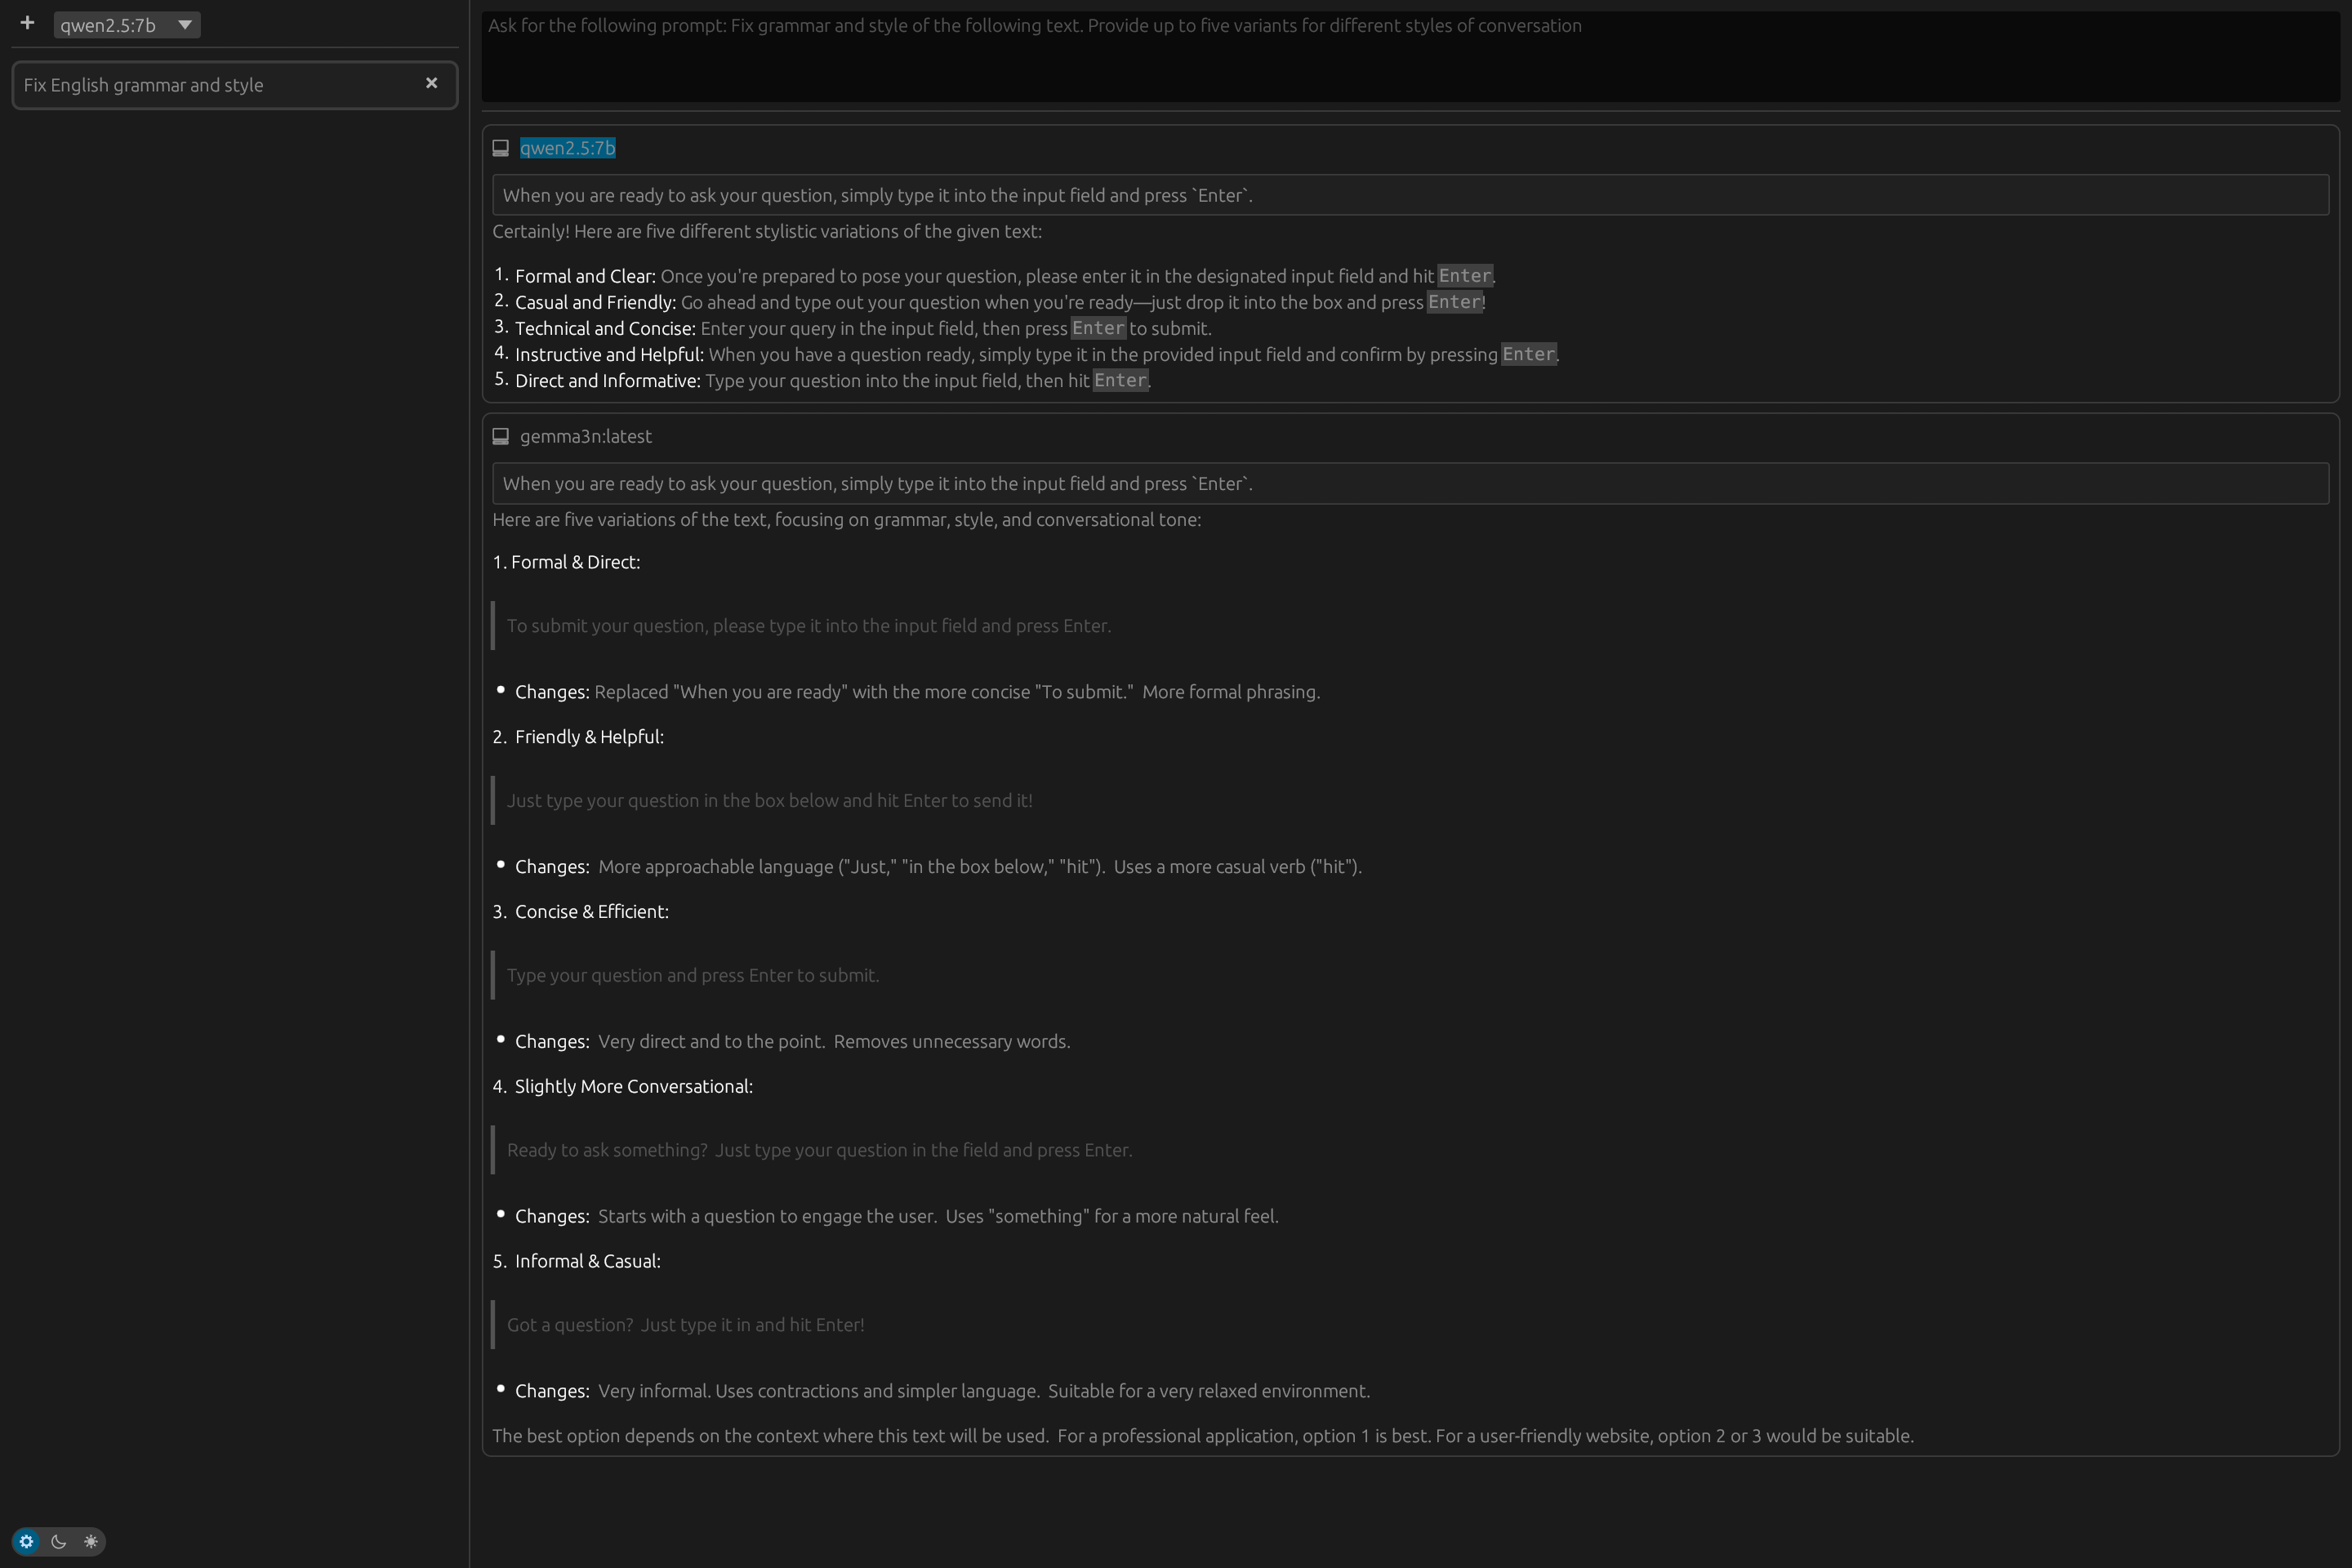 + qwen2.5:7b
Fix English grammar and style ×
Ask for the following prompt: Fix grammar and style of the following text. Provide up to five variants for different styles of conversation
qwen2.5:7b
When you are ready to ask your question, simply type it into the input field and press `Enter`.
Certainly! Here are five different stylistic variations of the given text:
1. Formal and Clear: Once you're prepared to pose your question, please enter it in the designated input field and hit Enter.
2. Casual and Friendly: Go ahead and type out your question when you're ready—just drop it into the box and press Enter!
3. Technical and Concise: Enter your query in the input field, then press Enter to submit.
4. Instructive and Helpful: When you have a question ready, simply type it in the provided input field and confirm by pressing Enter.
5. Direct and Informative: Type your question into the input field, then hit Enter.
gemma3n:latest
When you are ready to ask your question, simply type it into the input field and press `Enter`.
Here are five variations of the text, focusing on grammar, style, and conversational tone:
1. Formal & Direct:
To submit your question, please type it into the input field and press Enter.
• Changes: Replaced "When you are ready" with the more concise "To submit." More formal phrasing.
2. Friendly & Helpful:
Just type your question in the box below and hit Enter to send it!
• Changes: More approachable language ("Just," "in the box below," "hit"). Uses a more casual verb ("hit").
3. Concise & Efficient:
Type your question and press Enter to submit.
• Changes: Very direct and to the point. Removes unnecessary words.
4. Slightly More Conversational:
Ready to ask something? Just type your question in the field and press Enter.
• Changes: Starts with a question to engage the user. Uses "something" for a more natural feel.
5. Informal & Casual:
Got a question? Just type it in and hit Enter!
• Changes: Very informal. Uses contractions and simpler language. Suitable for a very relaxed environment.
The best option depends on the context where this text will be used. For a professional application, option 1 is best. For a user-friendly website, option 2 or 3 would be suitable.